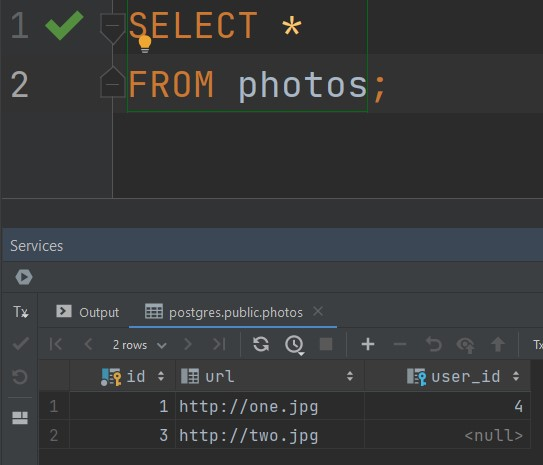 1 SELECT *
2 FROM photos;
Services
Tx Output postgres.public.photos
2 rows Tx
id url user_id
1 1 http://one.jpg 4
2 3 http://two.jpg <null>